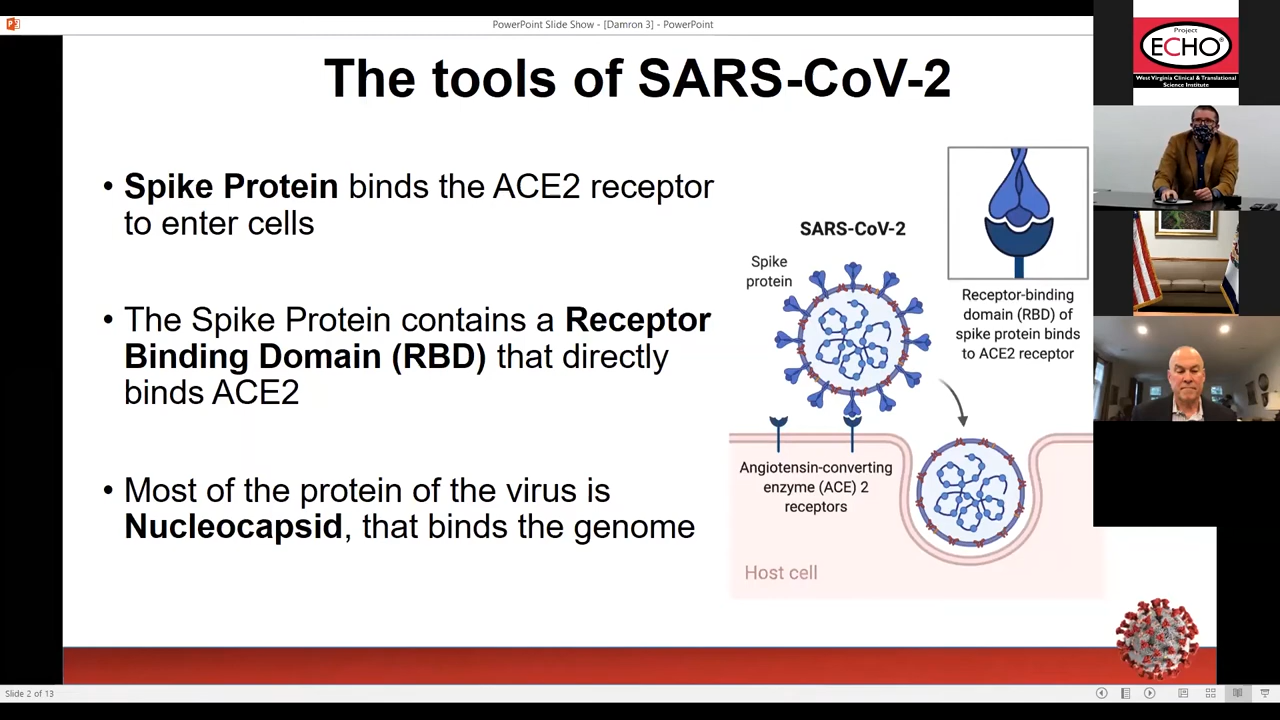 PowerPoint Slide Show - [Damron 3] - PowerPoint
The tools of SARS-CoV-2
• Spike Protein binds the ACE2 receptor
to enter cells
• The Spike Protein contains a Receptor
Binding Domain (RBD) that directly
binds ACE2
• Most of the protein of the virus is
Nucleocapsid, that binds the genome
SARS-CoV-2
Spike
protein
Receptor-binding
domain (RBD) of
spike protein binds
to ACE2 receptor
Angiotensin-converting
enzyme (ACE) 2
receptors
Host cell
Project
ECHO®
West Virginia Clinical & Translational
Science Institute
Slide 2 of 13